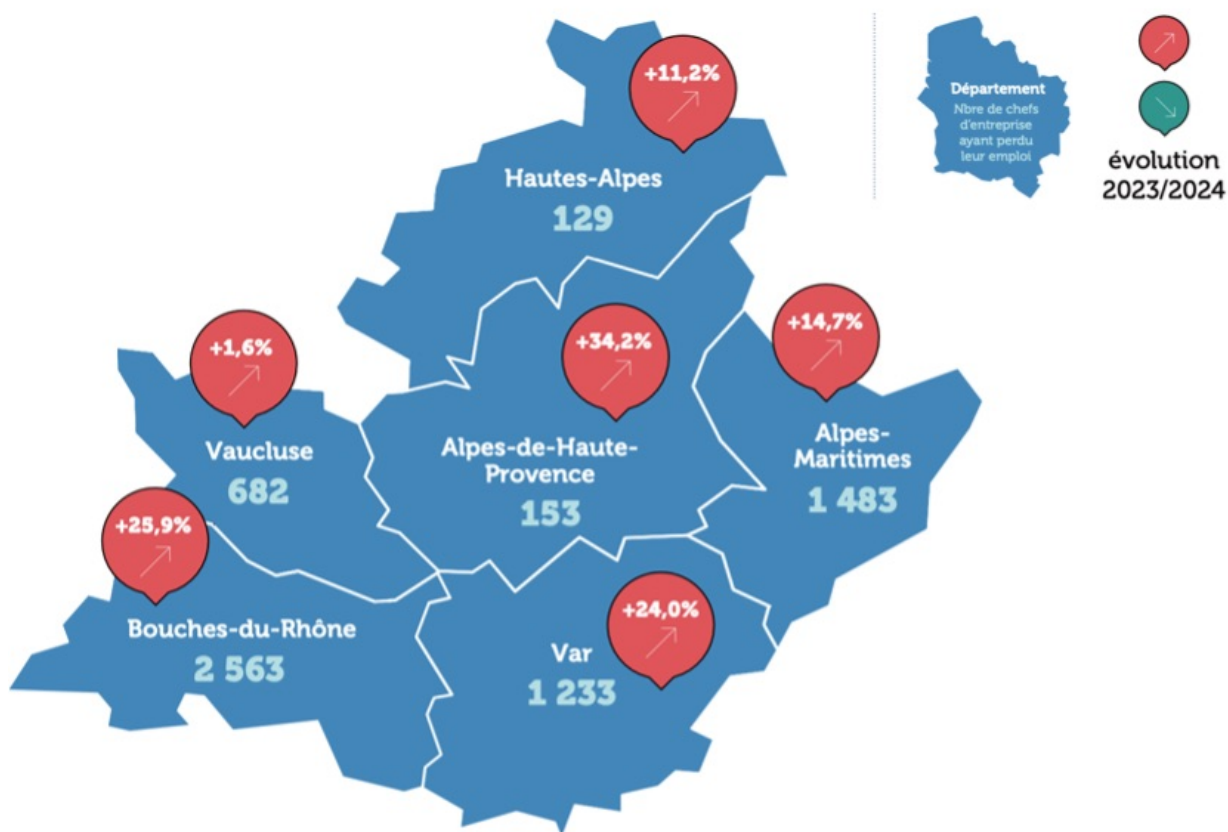 +11,2%
Hautes-Alpes
129
Département
Nbre de chefs
d'entreprise
ayant perdu
leur emploi
évolution
2023/2024
+1,6%
Vaucluse
682
+34,2%
Alpes-de-Haute-
Provence
153
+14,7%
Alpes-
Maritimes
1 483
+25,9%
Bouches-du-Rhône
2 563
+24,0%
Var
1 233